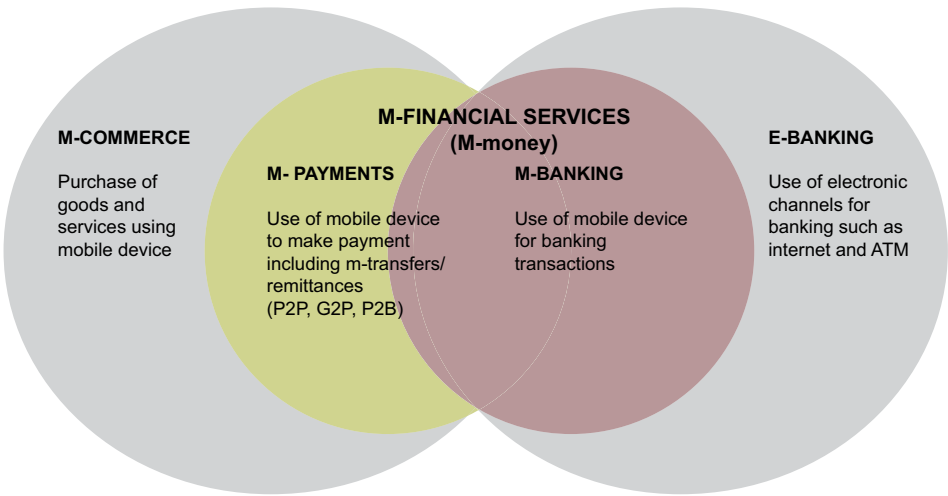 M-FINANCIAL SERVICES
(M-money)
M-COMMERCE
Purchase of
goods and
services using
mobile device
M- PAYMENTS
Use of mobile device
to make payment
including m-transfers/
remittances
(P2P, G2P, P2B)
M-BANKING
Use of mobile device
for banking
transactions
E-BANKING
Use of electronic
channels for
banking such as
internet and ATM